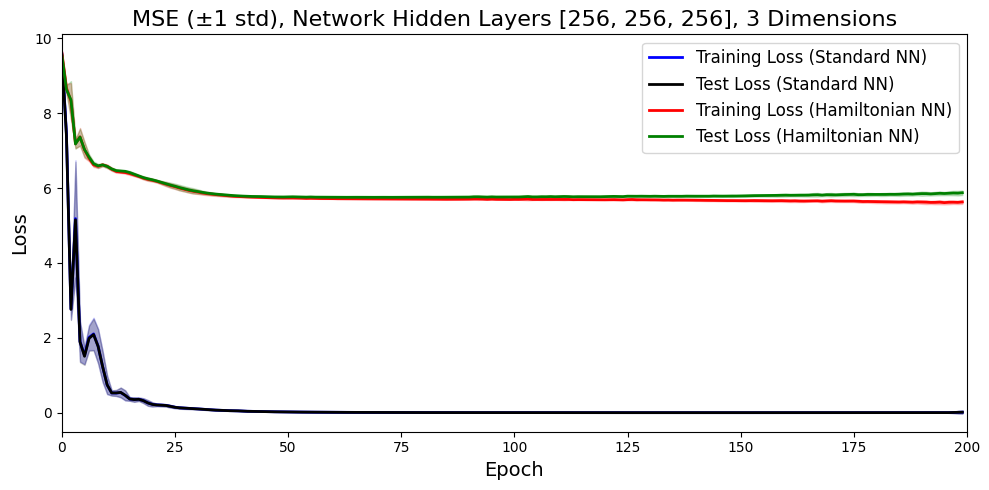 MSE (±1 std), Network Hidden Layers [256, 256, 256], 3 Dimensions
Training Loss (Standard NN)
Test Loss (Standard NN)
Training Loss (Hamiltonian NN)
Test Loss (Hamiltonian NN)
Loss
10
8
6
4
2
0
0 25 50 75 100 125 150 175 200
Epoch